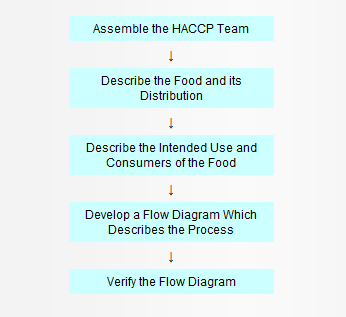 Assemble the HACCP Team
↓
Describe the Food and its
Distribution
↓
Describe the Intended Use and
Consumers of the Food
↓
Develop a Flow Diagram Which
Describes the Process
↓
Verify the Flow Diagram